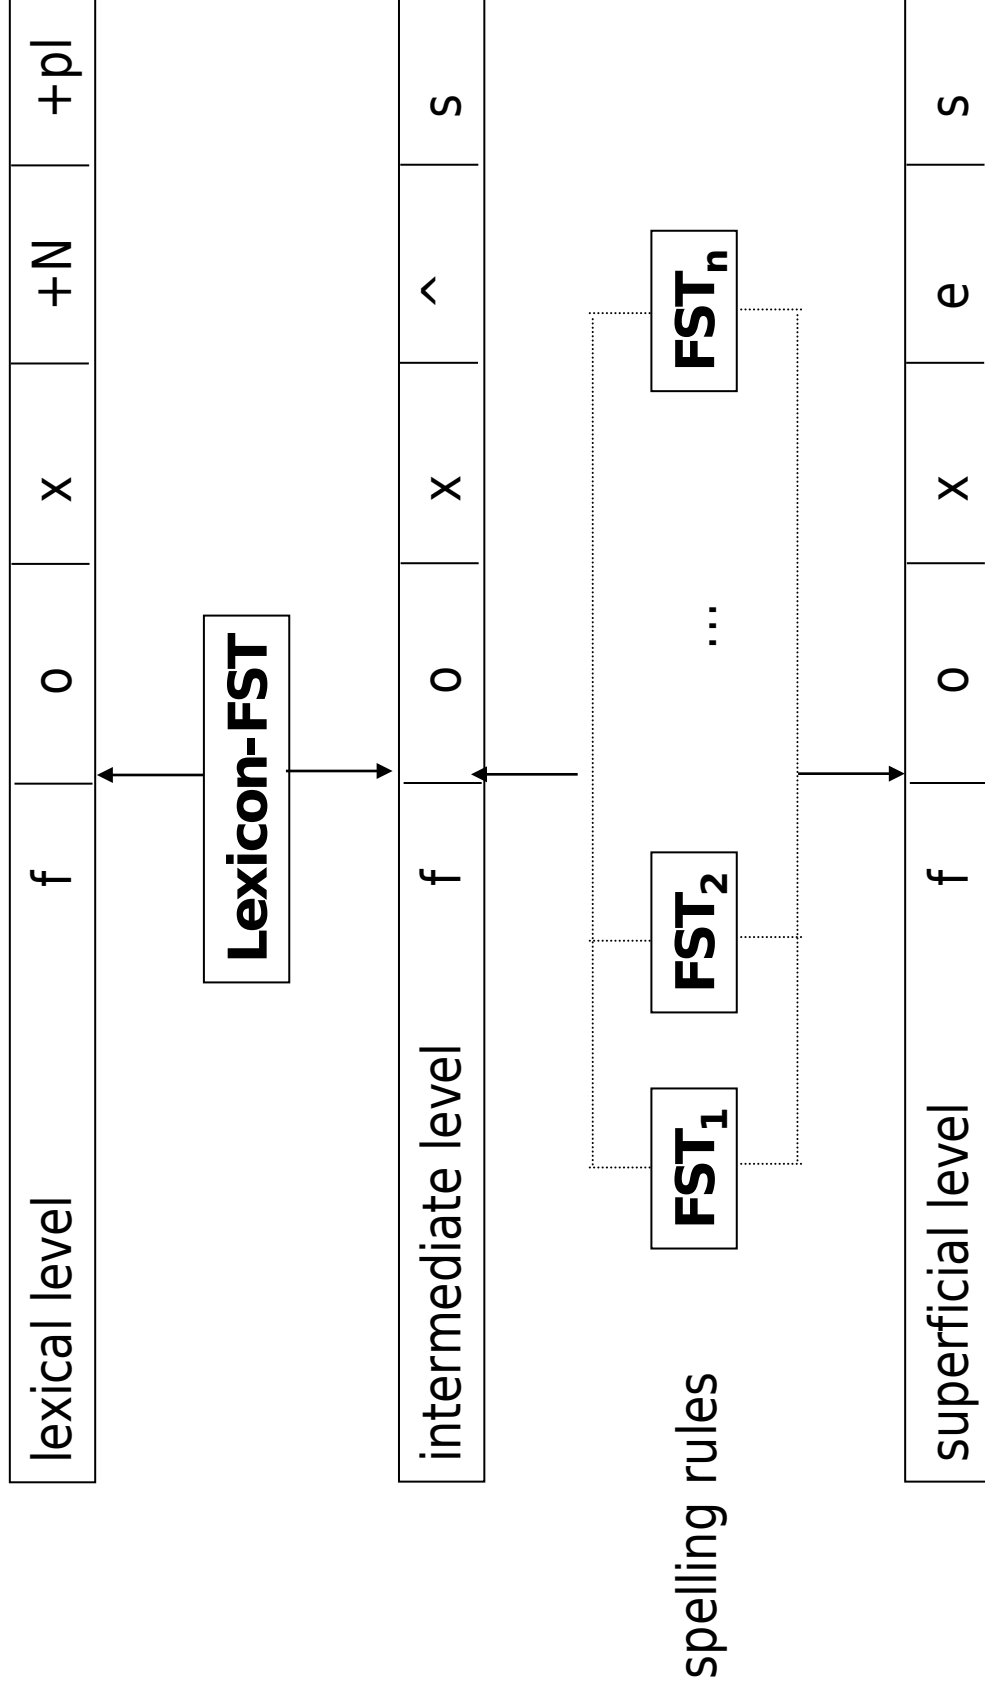 lexical level f o x +N +pl
Lexicon-FST
intermediate level f o x ^ s
spelling rules FST1 FST2 ... FSTn
superficial level f o x e s